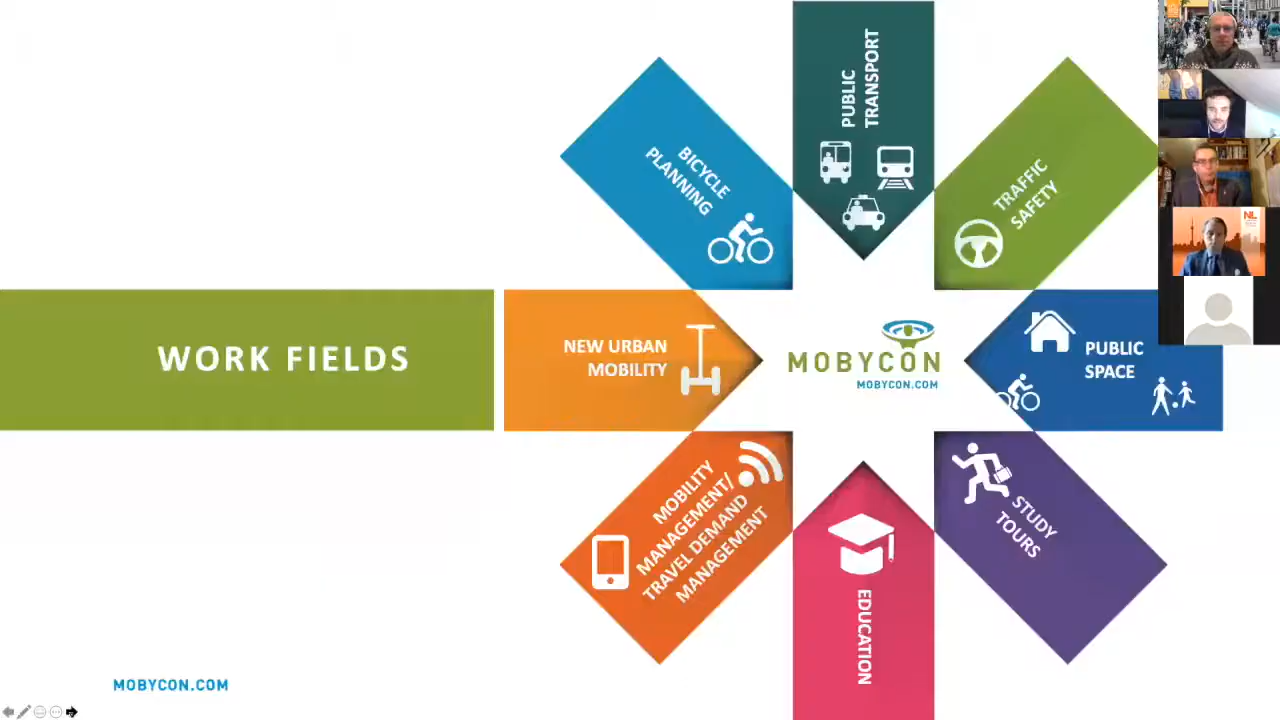 WORK FIELDS
PUBLIC
TRANSPORT
BICYCLE
PLANNING
TRAFFIC
SAFETY
NEW URBAN
MOBILITY
MOBYCON
MOBYCON.COM
PUBLIC
SPACE
MOBILITY
MANAGEMENT/
TRAVEL DEMAND
MANAGEMENT
EDUCATION
STUDY
TOURS
MOBYCON.COM
NL